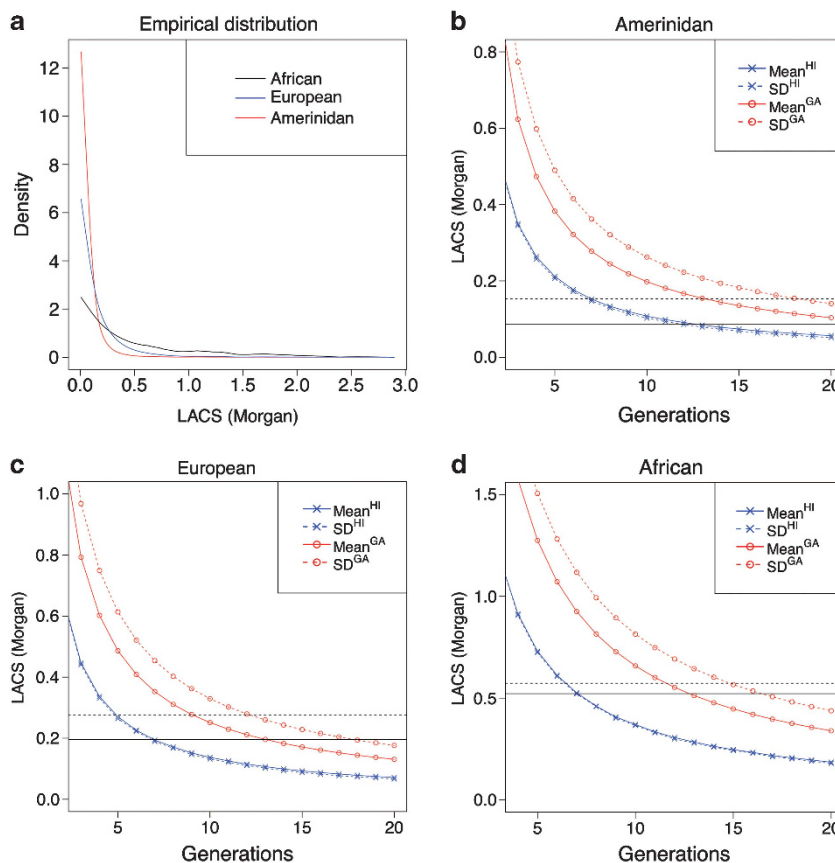 a
Empirical distribution
African
European
Amerinidan
Density
12
10
8
6
4
2
0
0.0 0.5 1.0 1.5 2.0 2.5 3.0
LACS (Morgan)
b
Amerinidan
Mean^HI
SD^HI
Mean^GA
SD^GA
LACS (Morgan)
0.8
0.6
0.4
0.2
0.0
5 10 15 20
Generations
c
European
Mean^HI
SD^HI
Mean^GA
SD^GA
LACS (Morgan)
1.0
0.8
0.6
0.4
0.2
0.0
5 10 15 20
Generations
d
African
Mean^HI
SD^HI
Mean^GA
SD^GA
LACS (Morgan)
1.5
1.0
0.5
0.0
5 10 15 20
Generations